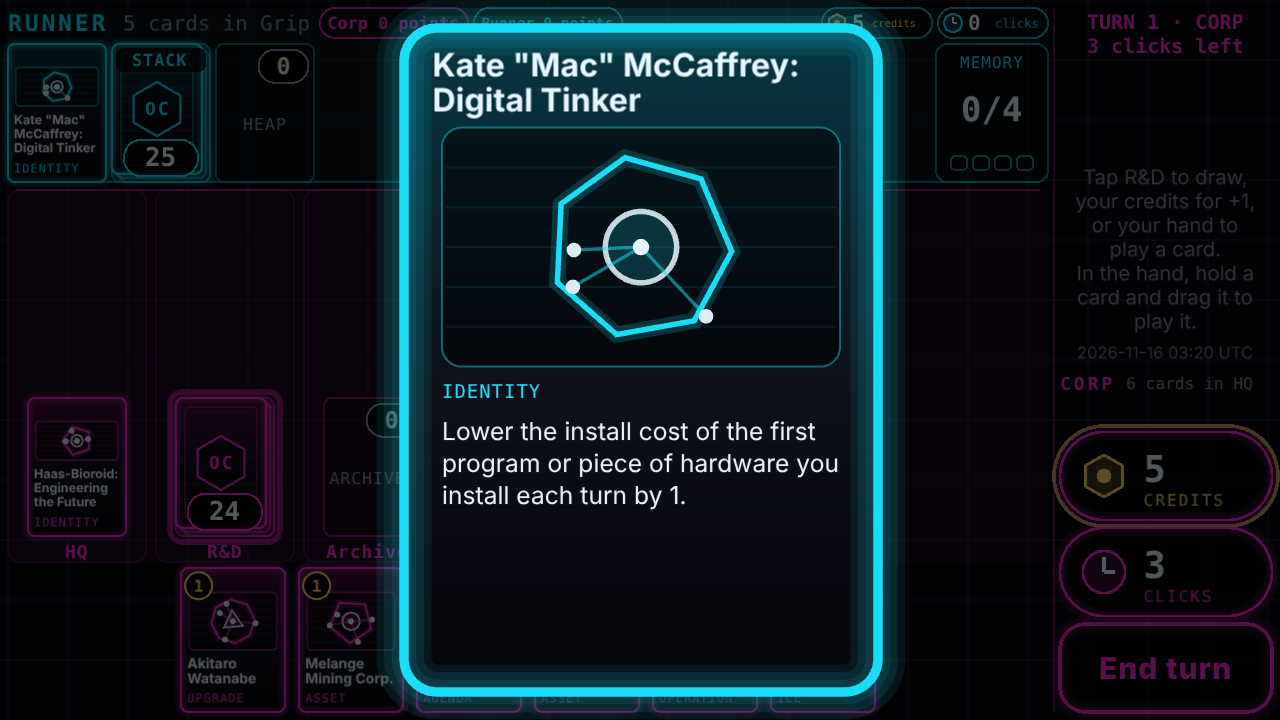 RUNNER 5 cards in Grip
Corp 0 points
Runner 0 points
5 credits
0 clicks
TURN 1 · CORP
3 clicks left
Kate "Mac"
McCaffrey:
Digital Tinker
IDENTITY
STACK
OC
25
0
HEAP
MEMORY
0/4
Kate "Mac" McCaffrey:
Digital Tinker
IDENTITY
Lower the install cost of the first
program or piece of hardware you
install each turn by 1.
Tap R&D to draw,
your credits for +1,
or your hand to
play a card.
In the hand, hold a
card and drag it to
play it.
2026-11-16 03:20 UTC
CORP 6 cards in HQ
Haas-Bioroid:
Engineering
the Future
IDENTITY
HQ
OC
24
R&D
0
ARCHIVE
Archive
5
CREDITS
3
CLICKS
End turn
1
Akitaro
Watanabe
UPGRADE
1
Melange
Mining Corp.
ASSET
AGENDA
ASSET
OPERATION
ICE